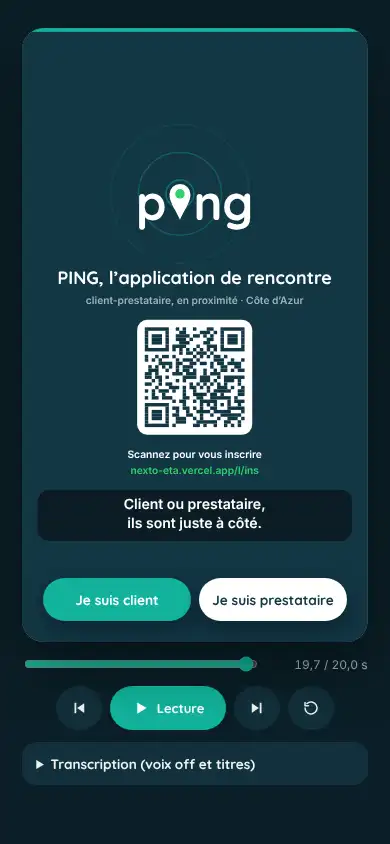 ping
PING, l’application de rencontre
client-prestataire, en proximité · Côte d’Azur
Scannez pour vous inscrire
nexto-eta.vercel.app/l/ins
Client ou prestataire,
ils sont juste à côté.
Je suis client
Je suis prestataire
19,7 / 20,0 s
Lecture
Transcription (voix off et titres)